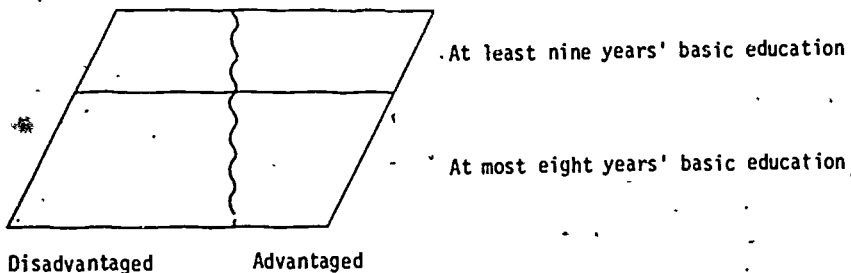 At least nine years' basic education
At most eight years' basic education
Disadvantaged Advantaged